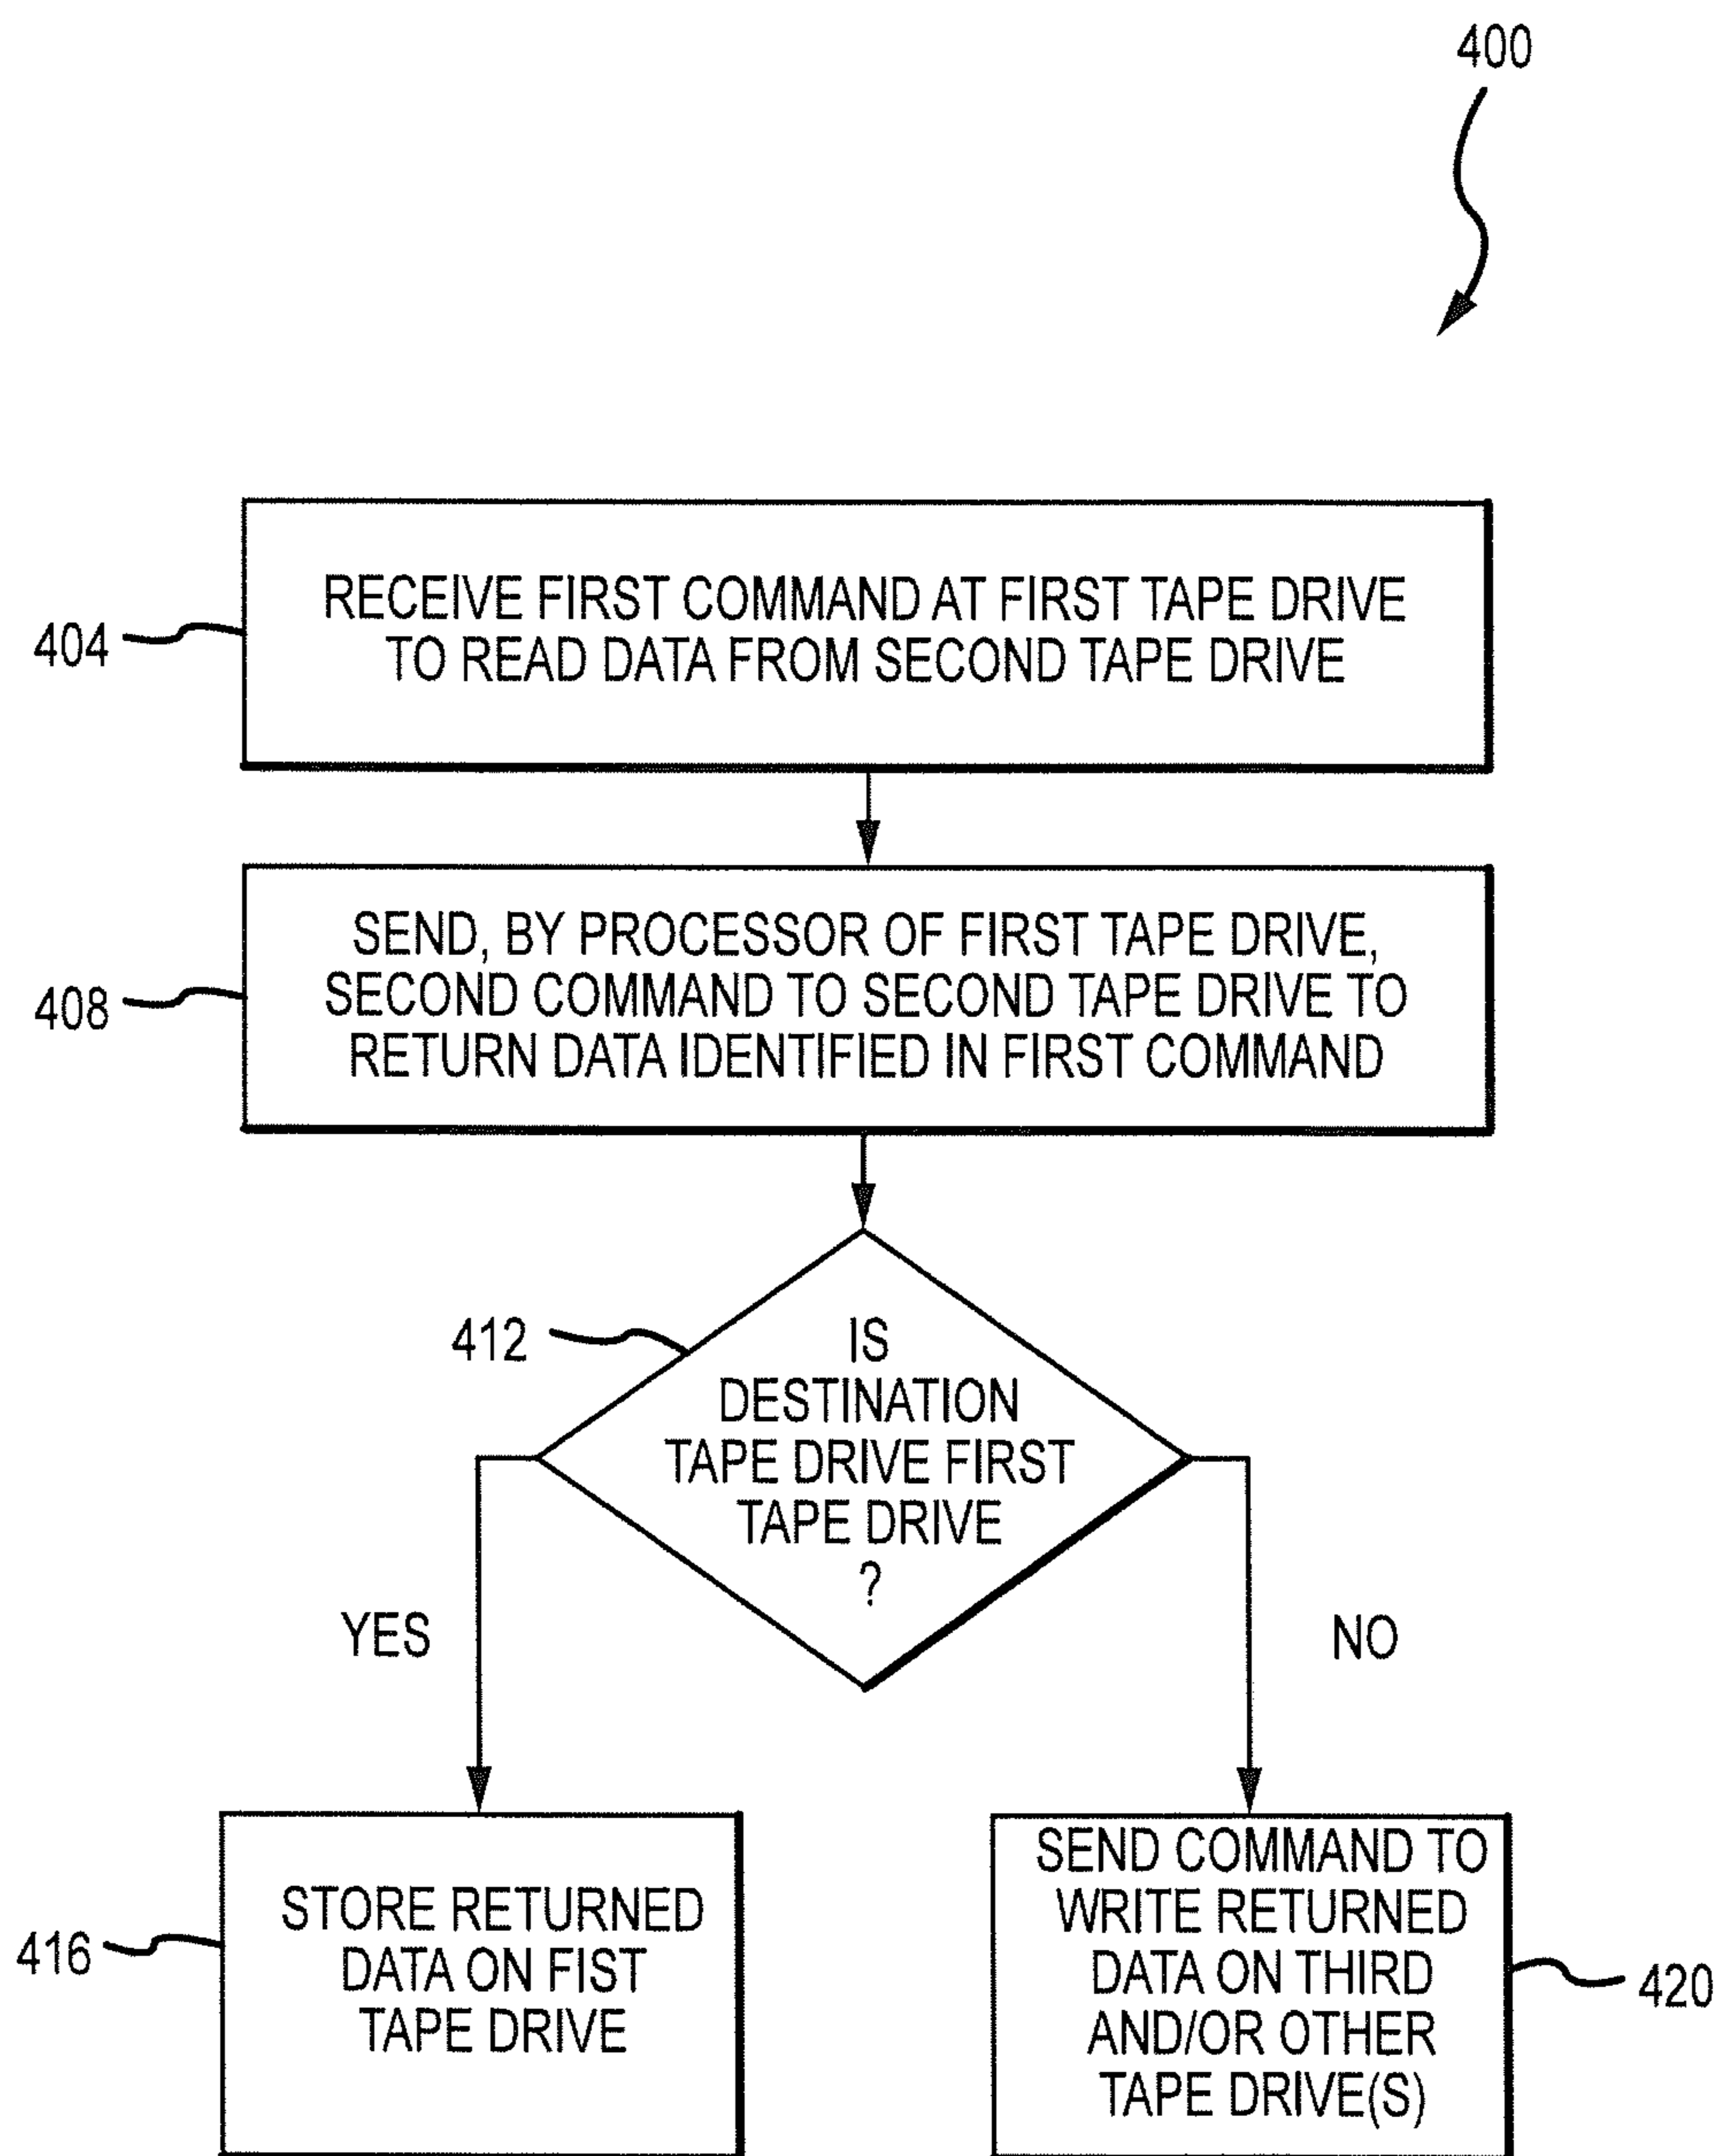 400
RECEIVE FIRST COMMAND AT FIRST TAPE DRIVE
TO READ DATA FROM SECOND TAPE DRIVE
404
SEND, BY PROCESSOR OF FIRST TAPE DRIVE,
SECOND COMMAND TO SECOND TAPE DRIVE TO
RETURN DATA IDENTIFIED IN FIRST COMMAND
408
412
IS
DESTINATION
TAPE DRIVE FIRST
TAPE DRIVE
?
YES
NO
STORE RETURNED
DATA ON FIST
TAPE DRIVE
416
SEND COMMAND TO
WRITE RETURNED
DATA ON THIRD
AND/OR OTHER
TAPE DRIVE(S)
420